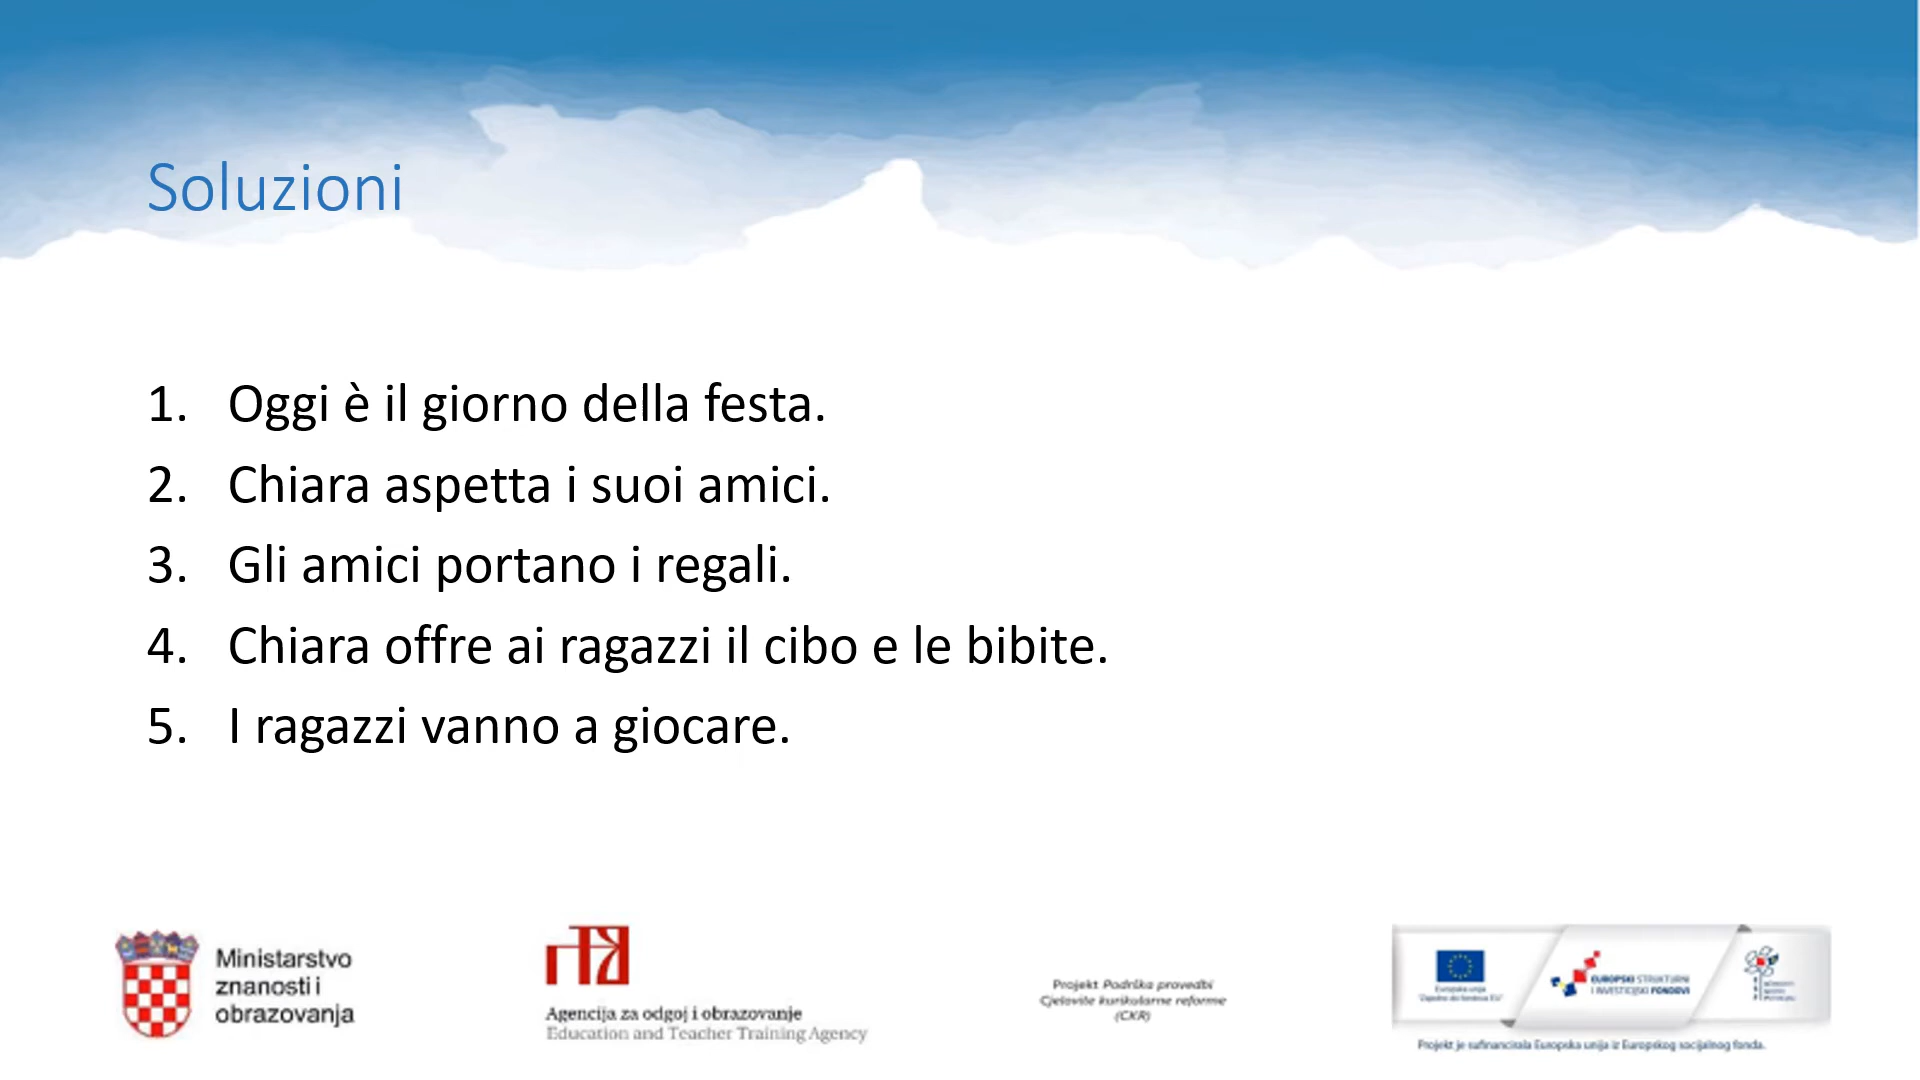 Soluzioni
1. Oggi è il giorno della festa.
2. Chiara aspetta i suoi amici.
3. Gli amici portano i regali.
4. Chiara offre ai ragazzi il cibo e le bibite.
5. I ragazzi vanno a giocare.
Ministarstvo
znanosti i
obrazovanja
Agencija za odgoj i obrazovanje
Education and Teacher Training Agency
Projekt Podrška provedbi
Cjelovite kurikularne reforme
(CKR)
Europska unija
EUROPSKI STRUKTURNI
I INVESTICIJSKI FONDOVI
Projekt je sufinancirala Europska unija iz Europskog socijalnog fonda.